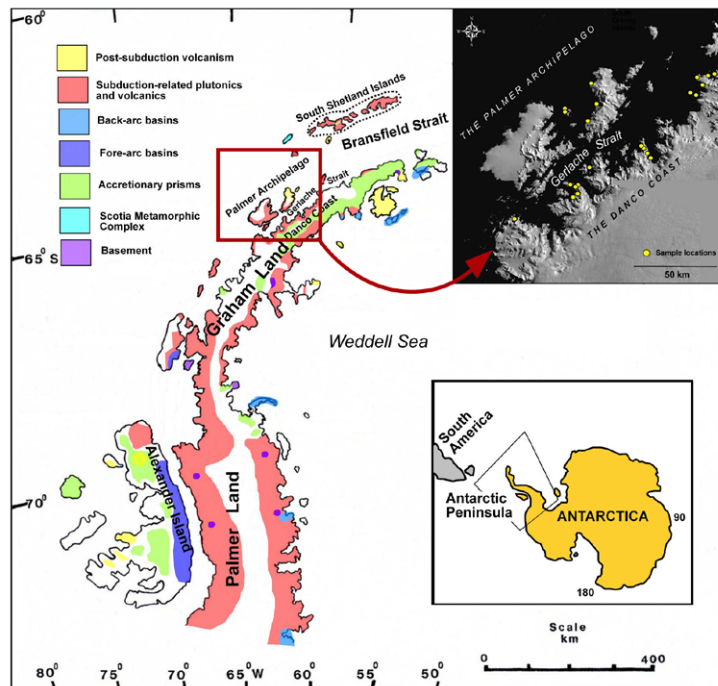 60°
65° S
70°
80°
75°
70°
65° W
60°
55°
50°
Post-subduction volcanism
Subduction-related plutonics
and volcanics
Back-arc basins
Fore-arc basins
Accretionary prisms
Scotia Metamorphic
Complex
Basement
South Shetland Islands
Bransfield Strait
Palmer Archipelago
Gerlache Strait
Danco Coast
Graham Land
Weddell Sea
Alexander Island
Palmer Land
THE PALMER ARCHIPELAGO
Gerlache Strait
THE DANCO COAST
Sample locations
50 km
South
America
Antarctic
Peninsula
ANTARCTICA
90
180
Scale
km
0
200
400